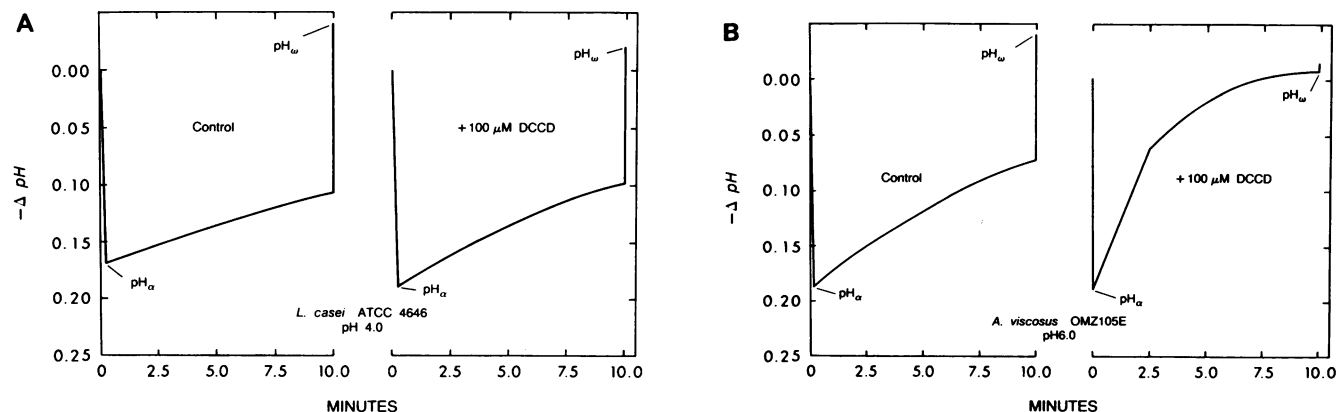 A
B
−Δ pH
0.00
0.05
0.10
0.15
0.20
0.25
pHω
Control
pHα
0 2.5 5.0 7.5 10.0
pHω
+100 μM DCCD
pHα
0 2.5 5.0 7.5 10.0
L. casei ATCC 4646
pH 4.0
MINUTES
−Δ pH
0.00
0.05
0.10
0.15
0.20
0.25
pHω
Control
pHα
0 2.5 5.0 7.5 10.0
pHω
+100 μM DCCD
pHα
0 2.5 5.0 7.5 10.0
A. viscosus OMZ105E
pH6.0
MINUTES